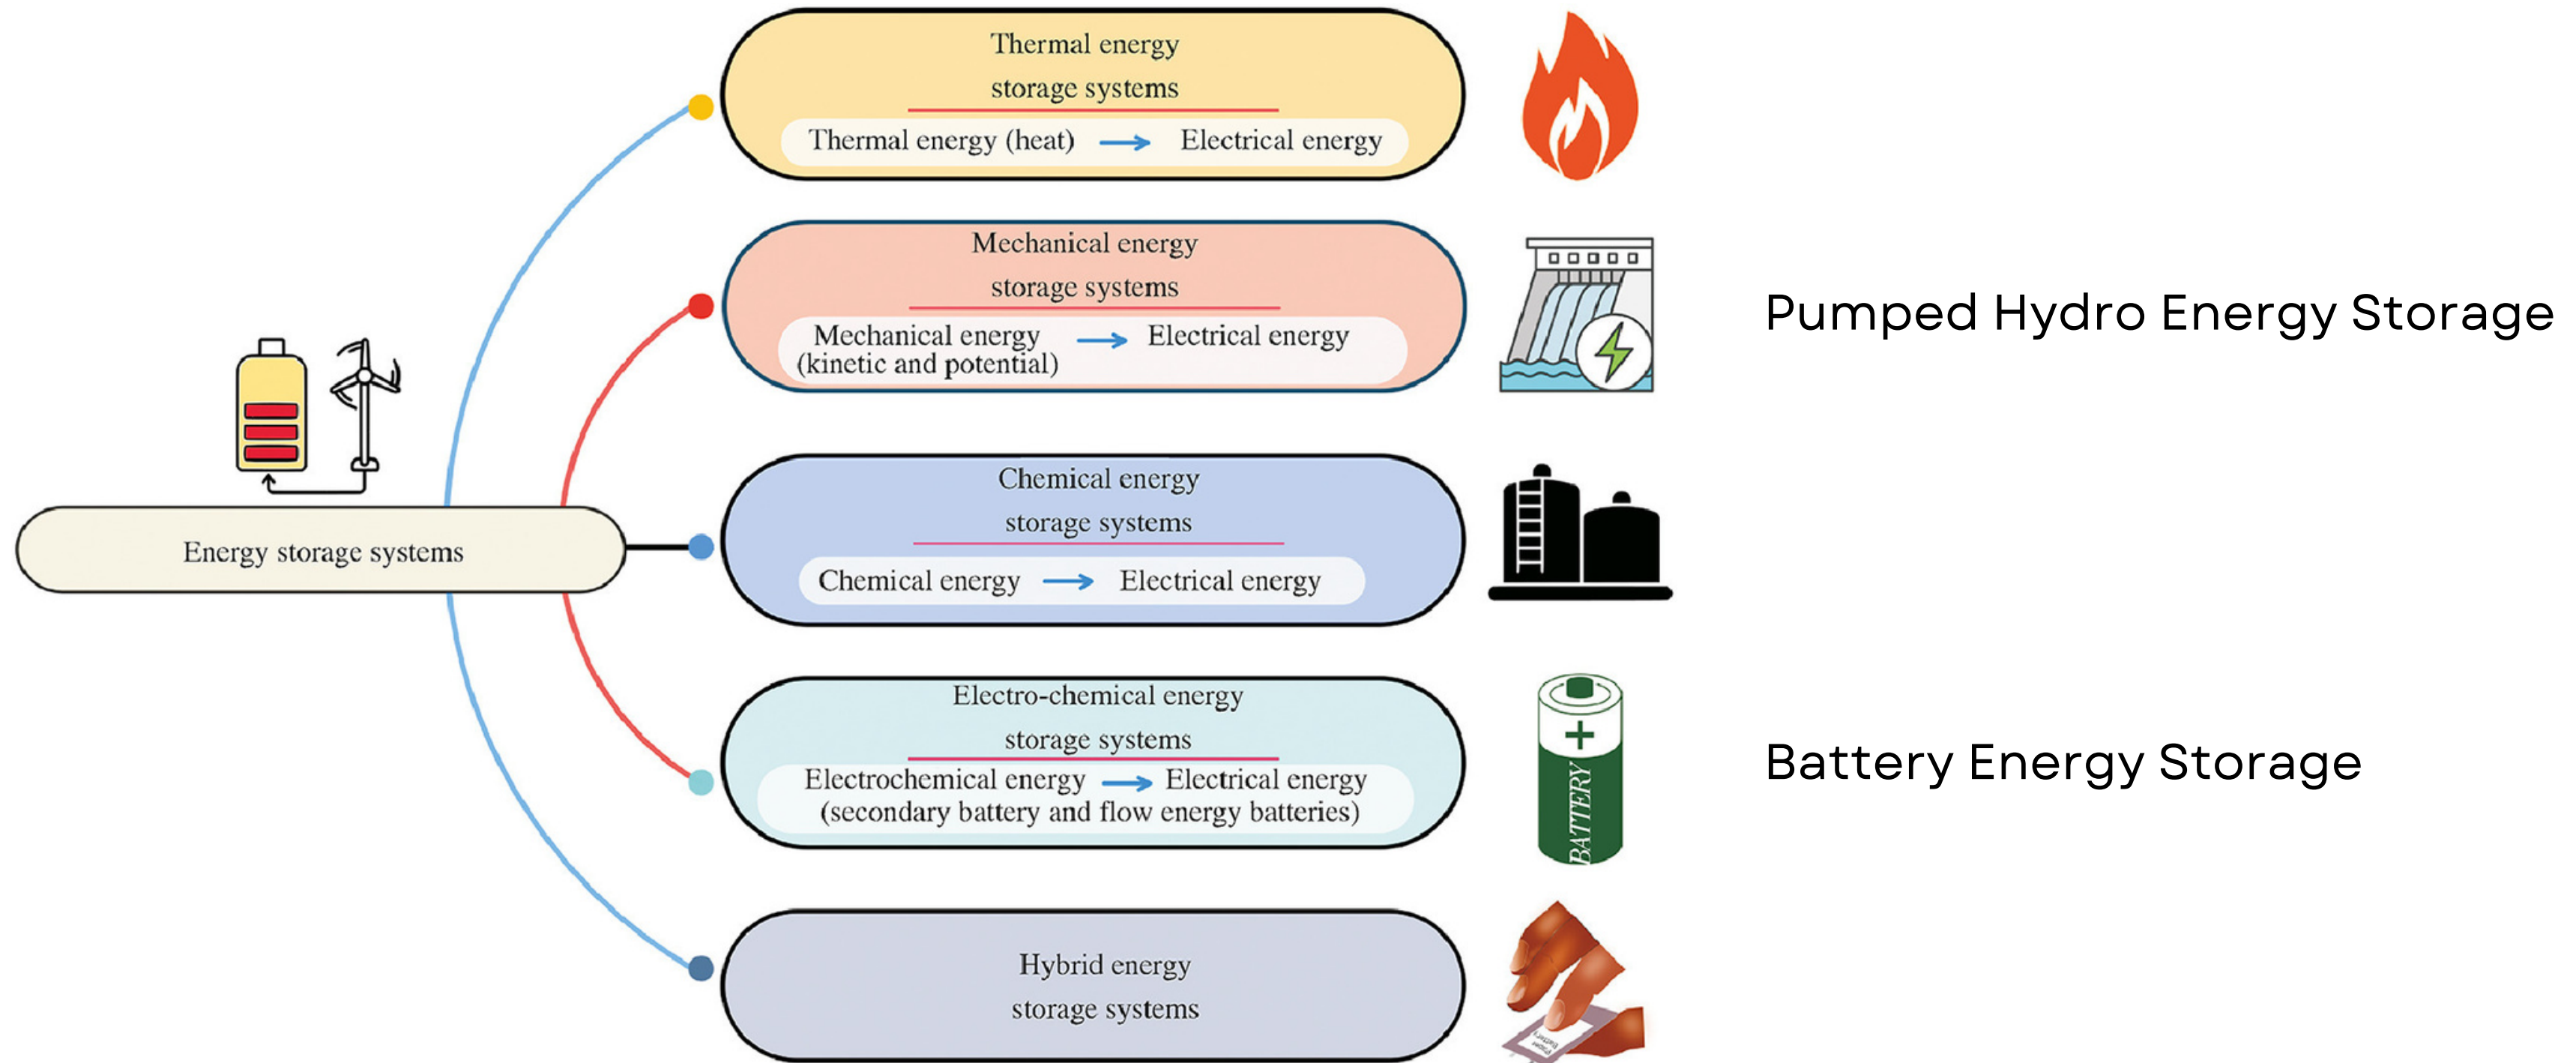 Thermal energy
storage systems
Thermal energy (heat) → Electrical energy
Mechanical energy
storage systems
Mechanical energy → Electrical energy
(kinetic and potential)
Pumped Hydro Energy Storage
Energy storage systems
Chemical energy
storage systems
Chemical energy → Electrical energy
Electro-chemical energy
storage systems
Electrochemical energy → Electrical energy
(secondary battery and flow energy batteries)
BATTERY
Battery Energy Storage
Hybrid energy
storage systems